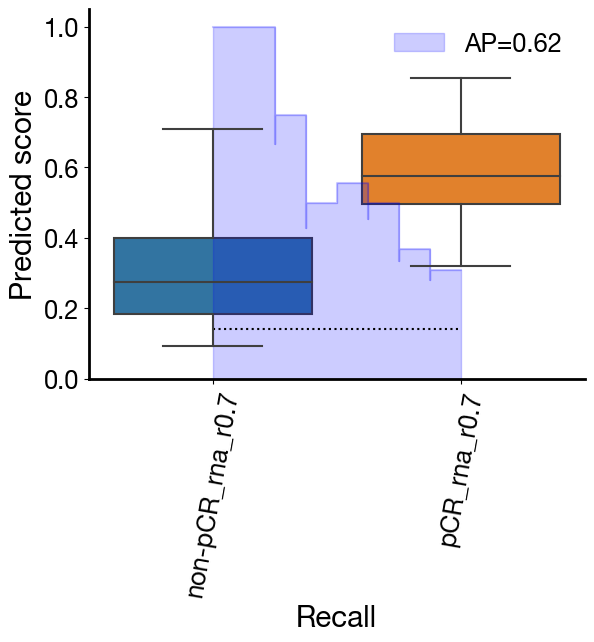 AP=0.62
Predicted score
1.0
0.8
0.6
0.4
0.2
0.0
non-pCR_rna_r0.7
pCR_rna_r0.7
Recall